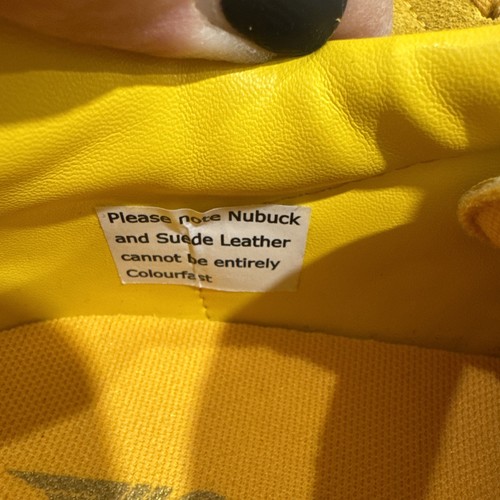 Please note Nubuck
and Suede Leather
cannot be entirely
Colourfast